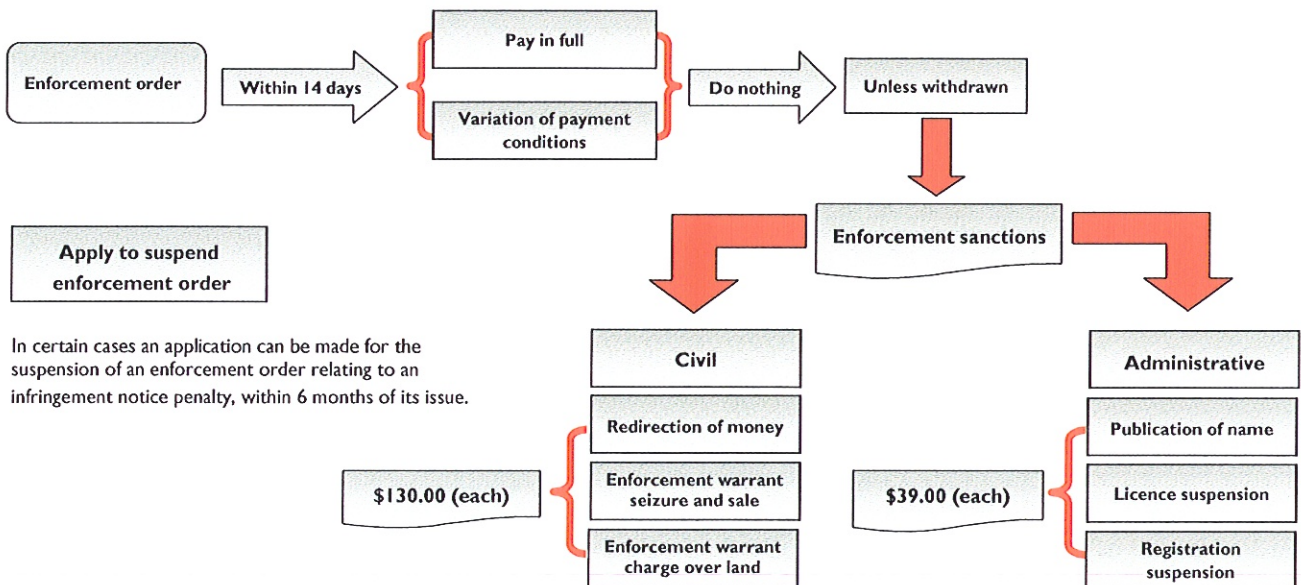 Enforcement order
Within 14 days
Pay in full
Variation of payment
conditions
Do nothing
Unless withdrawn
Enforcement sanctions
Apply to suspend
enforcement order
In certain cases an application can be made for the
suspension of an enforcement order relating to an
infringement notice penalty, within 6 months of its issue.
Civil
Redirection of money
Enforcement warrant
seizure and sale
Enforcement warrant
charge over land
$130.00 (each)
Administrative
Publication of name
Licence suspension
Registration
suspension
$39.00 (each)